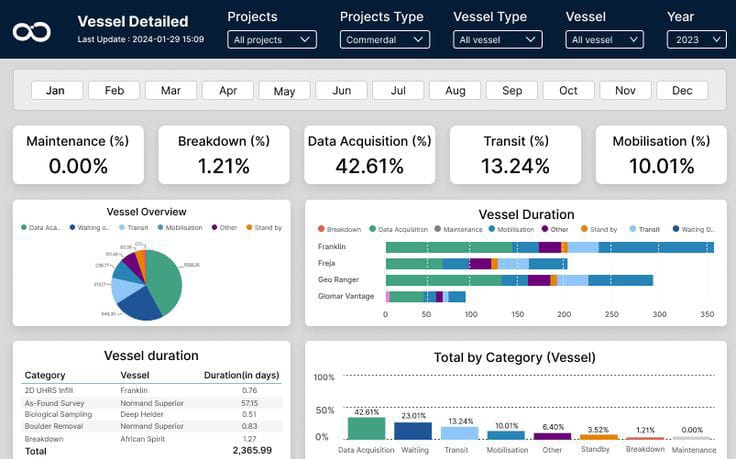 Vessel Detailed
Last Update : 2024-01-29 15:09
Projects
All projects
Projects Type
Commerdal
Vessel Type
All vessel
Vessel
All vessel
Year
2023
Jan Feb Mar Apr May Jun Jul Aug Sep Oct Nov Dec
Maintenance (%)
0.00%
Breakdown (%)
1.21%
Data Acquisition (%)
42.61%
Transit (%)
13.24%
Mobilisation (%)
10.01%
Vessel Overview
Data Aca... Waiting o... Transit Mobilisation Other Stand by
Vessel Duration
Breakdown Data Acquisition Maintenance Mobilisation Other Stand by Transit Waiting O...
Franklin
Freja
Geo Ranger
Glomar Vantage
0 50 100 150 200 250 300 350
Vessel duration
Category Vessel Duration(in days)
2D UHRS Infill Franklin 0.76
As-Found Survey Normand Superior 57.15
Biological Sampling Deep Helder 0.51
Boulder Removal Normand Superior 0.83
Breakdown African Spirit 1.27
Total 2,365.99
Total by Category (Vessel)
100%
50%
0%
42.61% 23.01% 13.24% 10.01% 6.40% 3.52% 1.21% 0.00%
Data Acquisition Waitiing Transit Mobilisation Other Standby Breakdown Maintenance